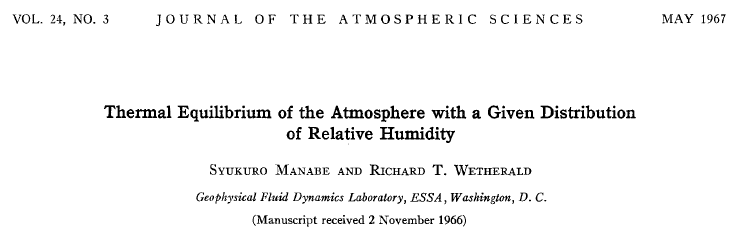 VOL. 24, NO. 3 JOURNAL OF THE ATMOSPHERIC SCIENCES MAY 1967
Thermal Equilibrium of the Atmosphere with a Given Distribution
of Relative Humidity
SYUKURO MANABE AND RICHARD T. WETHERALD
Geophysical Fluid Dynamics Laboratory, ESSA, Washington, D. C.
(Manuscript received 2 November 1966)